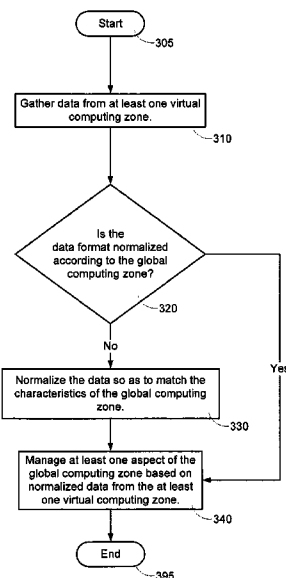 Start
305
Gather data from at least one virtual
computing zone.
310
Is the
data format normalized
according to the global
computing zone?
320
No
Yes
Normalize the data so as to match the
characteristics of the global computing
zone.
330
Manage at least one aspect of the
global computing zone based on
normalized data from the at least
one virtual computing zone.
340
End
395